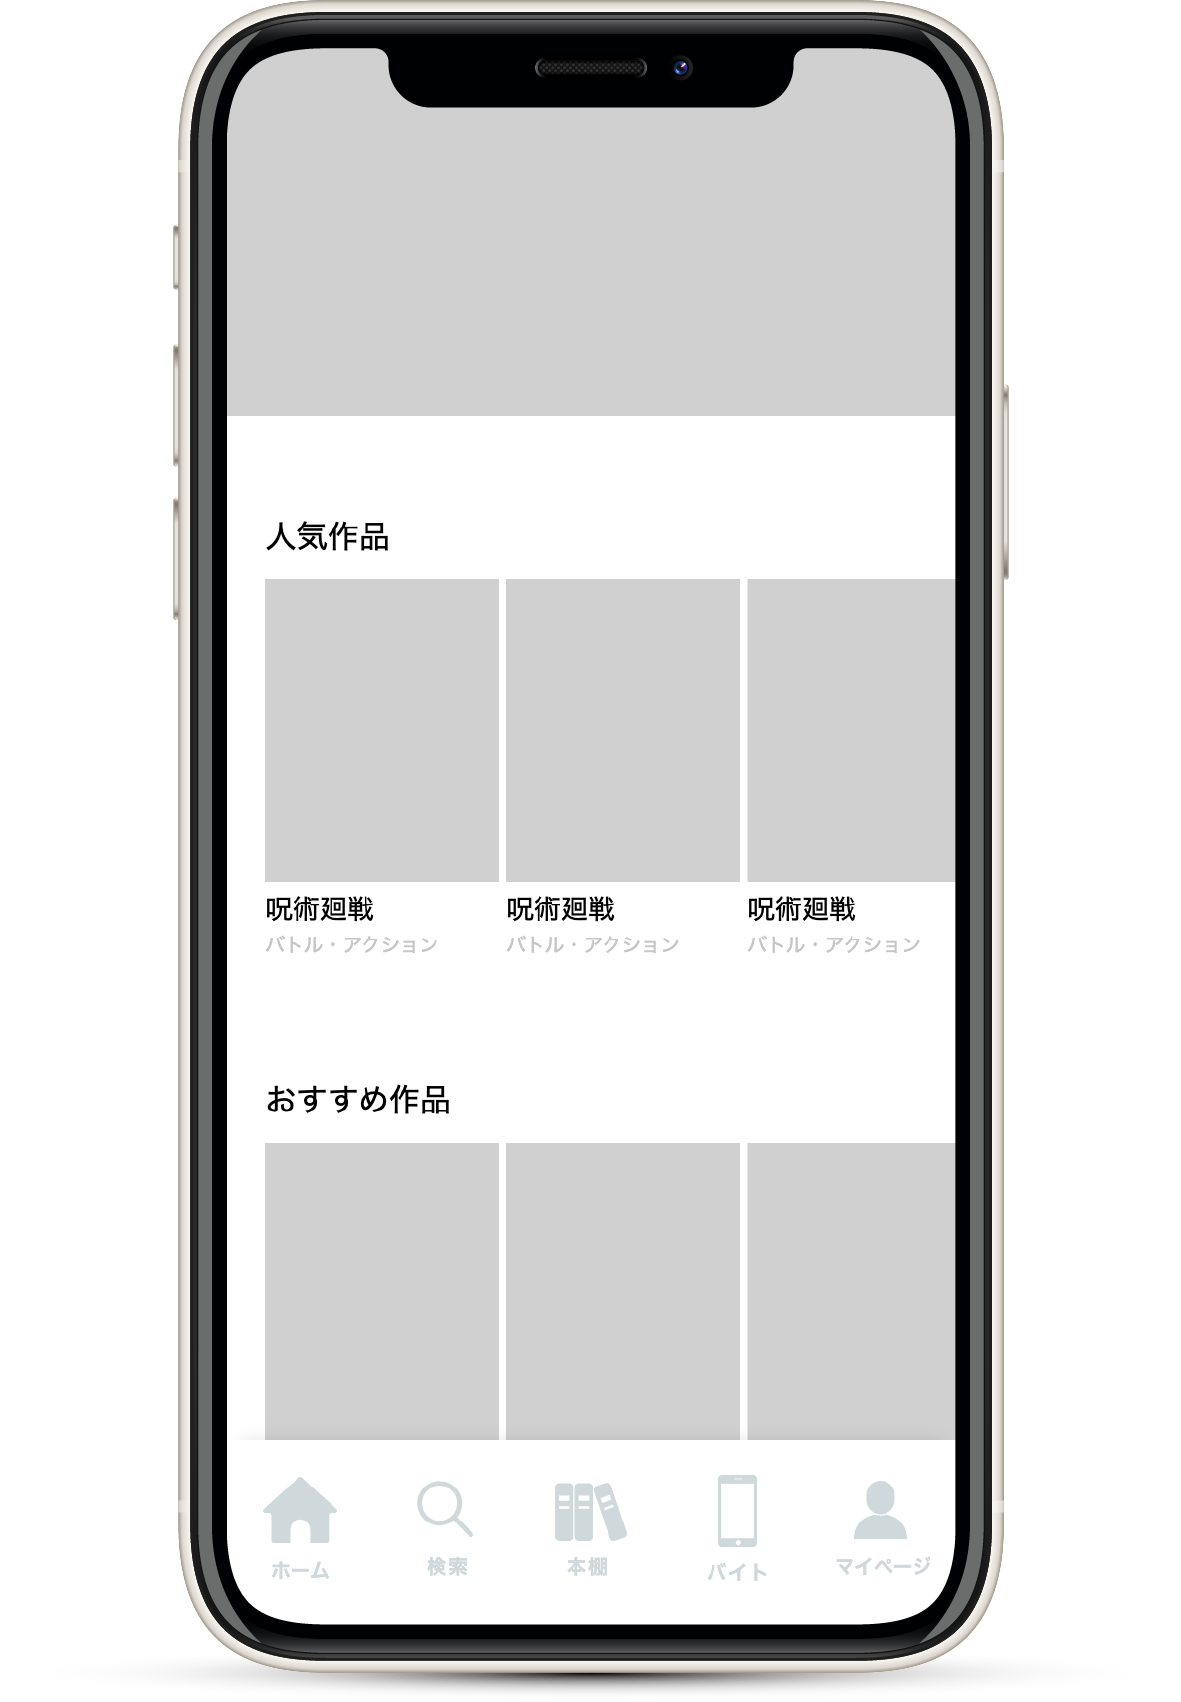 人気作品
呪術廻戦 呪術廻戦 呪術廻戦
バトル・アクション バトル・アクション バトル・アクション
おすすめ作品
ホーム 検索 本棚 バイト マイページ